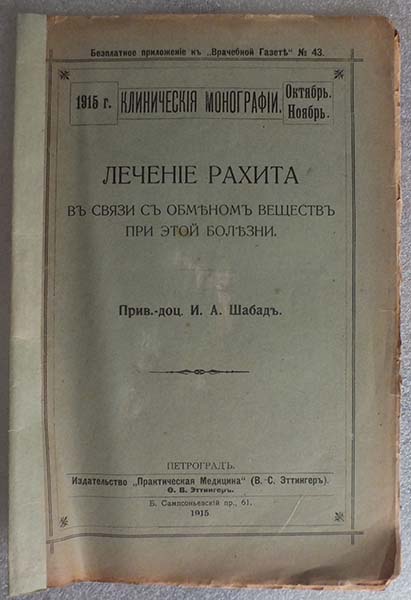 Безплатное приложеніе къ „Врачебной Газетѣ“ № 43.
1915 г.
КЛИНИЧЕСКІЯ МОНОГРАФІИ.
Октябрь.
Ноябрь.
ЛЕЧЕНІЕ РАХИТА
ВЪ СВЯЗИ СЪ ОБМѢНОМЪ ВЕЩЕСТВЪ
ПРИ ЭТОЙ БОЛѢЗНИ.
Прив.-доц. И. А. Шабадъ.
ПЕТРОГРАДЪ.
Издательство „Практическая Медицина“ (В. С. Эттингеръ).
Ѳ. В. Эттингеръ.
Б. Сампсоньевскій пр., 61.
1915